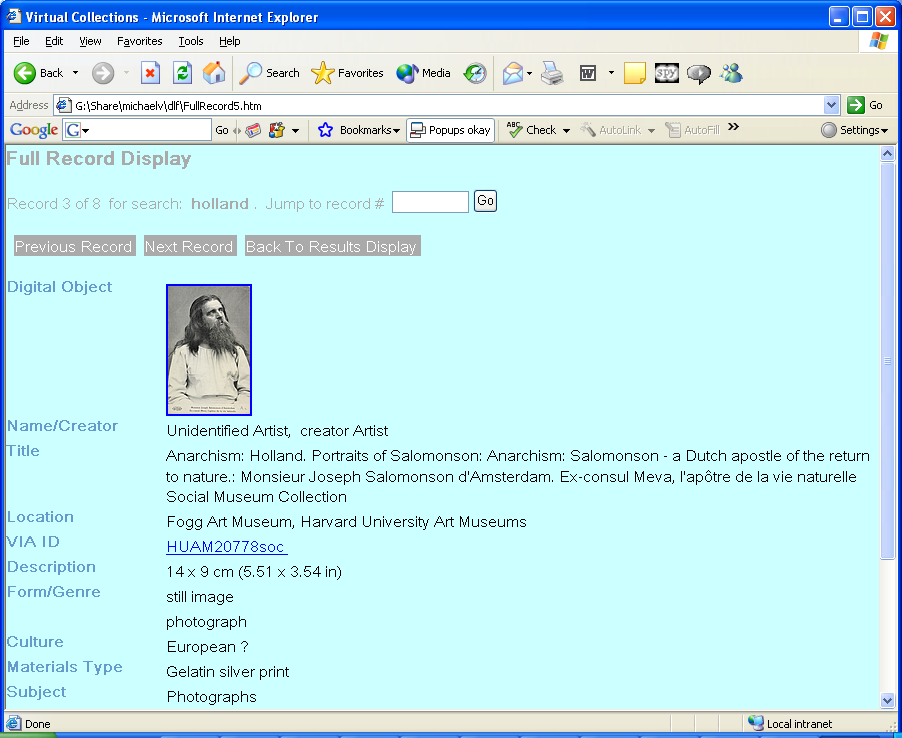 Virtual Collections - Microsoft Internet Explorer
File Edit View Favorites Tools Help
Back Search Favorites Media
Address G:\Share\michaelv\dlf\FullRecord5.htm Go
Google G Go Bookmarks Popups okay ABC Check AutoLink AutoFill » Settings
Full Record Display
Record 3 of 8 for search: holland . Jump to record # Go
Previous Record Next Record Back To Results Display
Digital Object
Name/Creator Unidentified Artist, creator Artist
Title Anarchism: Holland. Portraits of Salomonson: Anarchism: Salomonson - a Dutch apostle of the return
to nature.: Monsieur Joseph Salomonson d'Amsterdam. Ex-consul Meva, l'apôtre de la vie naturelle
Social Museum Collection
Location Fogg Art Museum, Harvard University Art Museums
VIA ID HUAM20778soc
Description 14 x 9 cm (5.51 x 3.54 in)
Form/Genre still image
photograph
Culture European ?
Materials Type Gelatin silver print
Subject Photographs
Done Local intranet